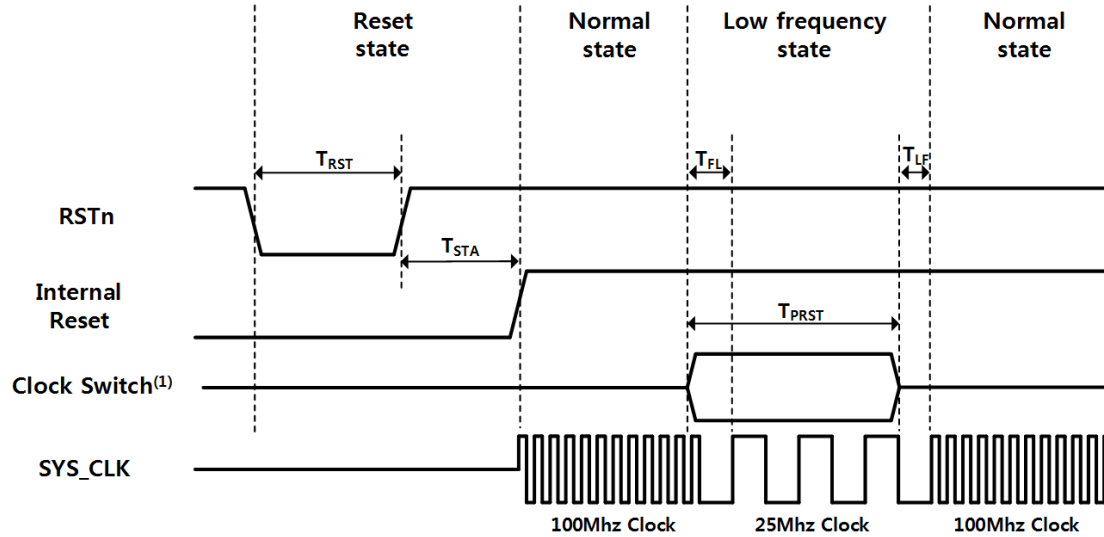 Reset
state
Normal
state
Low frequency
state
Normal
state
TRST
TFL
TLF
RSTn
TSTA
Internal
Reset
TPRST
Clock Switch(1)
SYS_CLK
100Mhz Clock
25Mhz Clock
100Mhz Clock